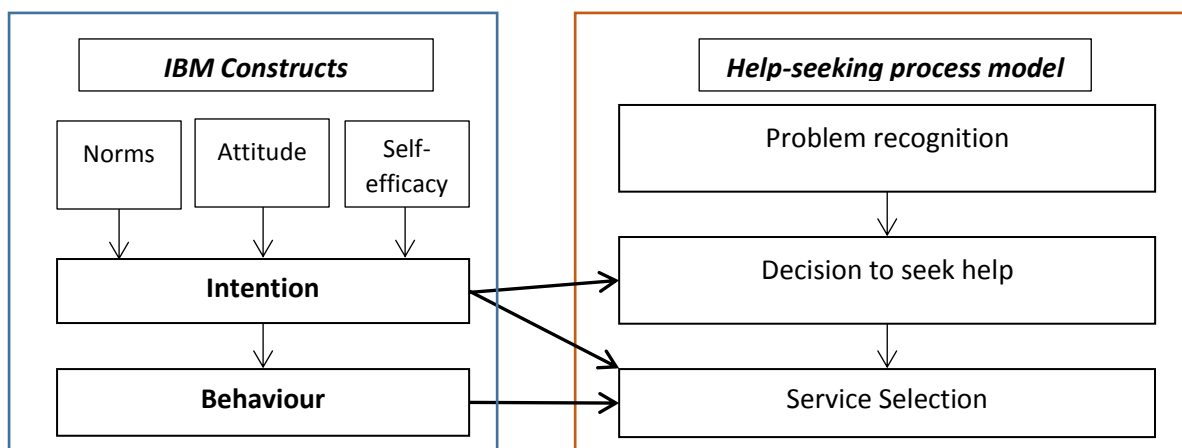 IBM Constructs
Norms
Attitude
Self-
efficacy
Intention
Behaviour
Help-seeking process model
Problem recognition
Decision to seek help
Service Selection